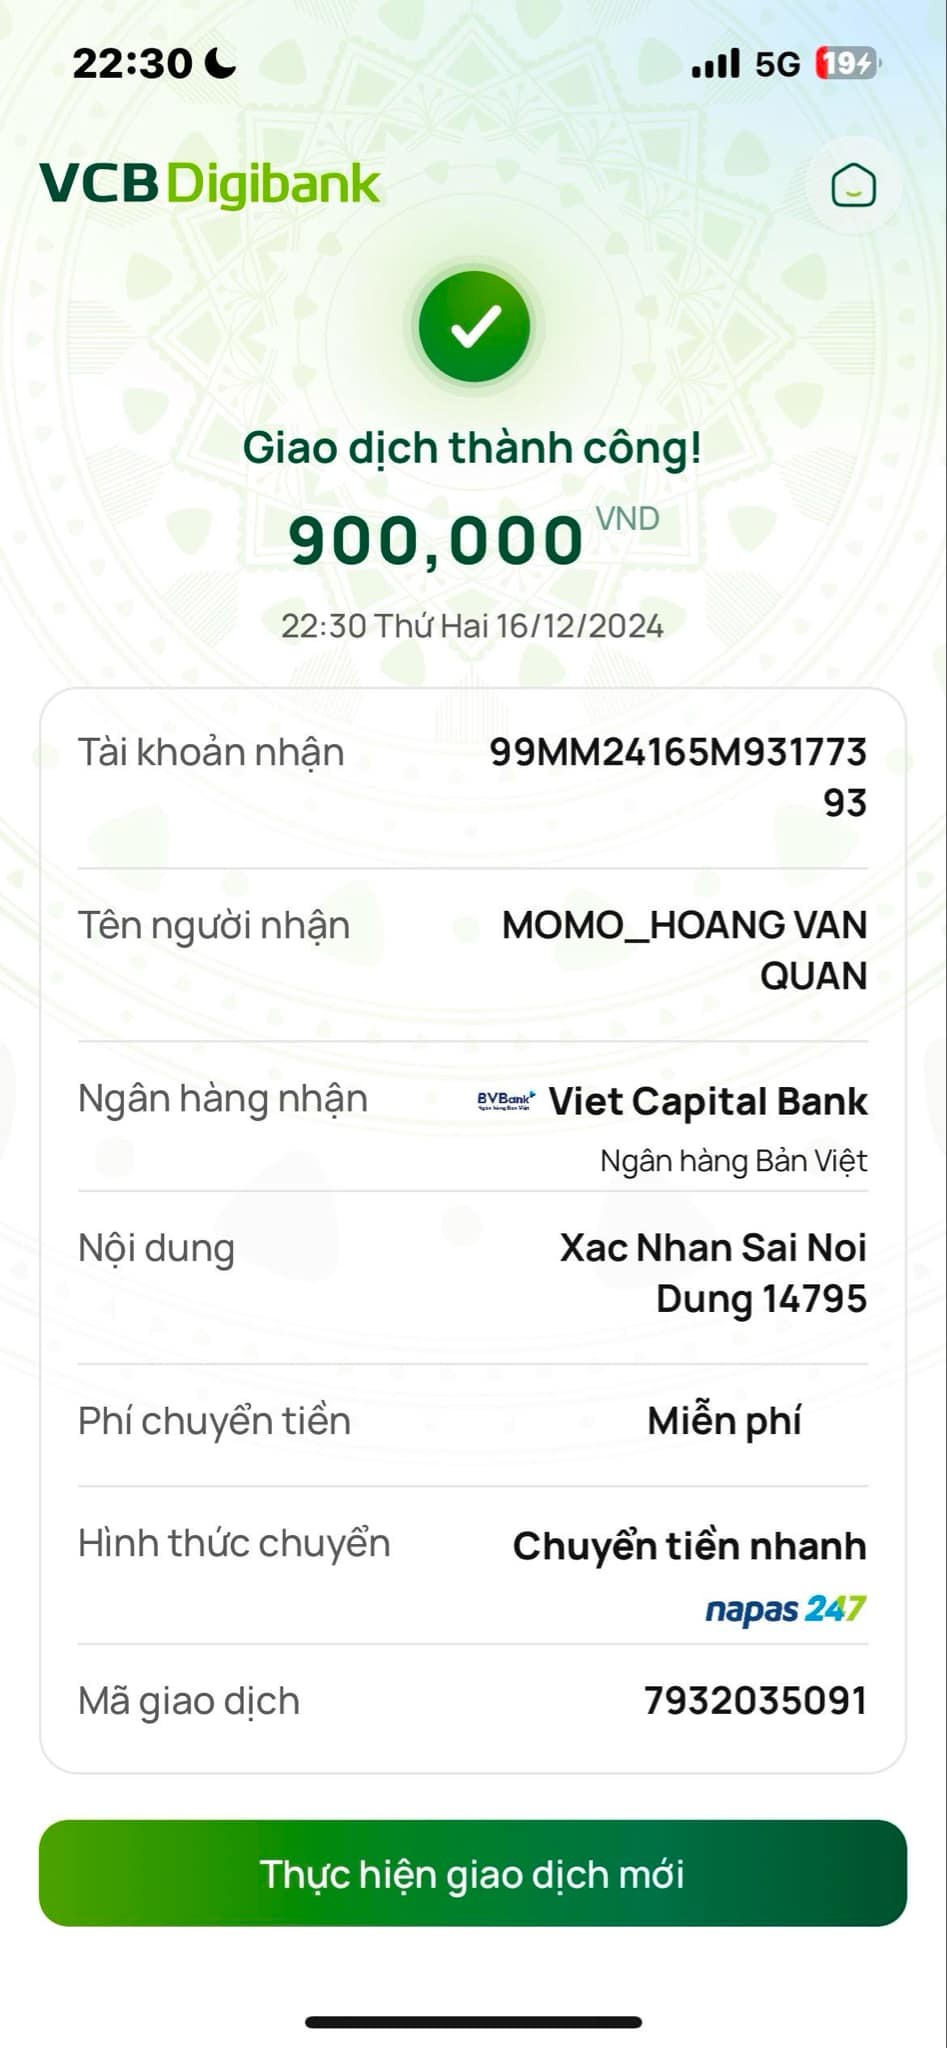 22:30 5G 19
VCB Digibank
Giao dịch thành công!
900,000 VND
22:30 Thứ Hai 16/12/2024
Tài khoản nhận 99MM24165M931773
93
Tên người nhận MOMO_HOANG VAN
QUAN
Ngân hàng nhận BVBank Viet Capital Bank
Ngân hàng Bản Việt
Ngân hàng Bản Việt
Nội dung Xac Nhan Sai Noi
Dung 14795
Phí chuyển tiền Miễn phí
Hình thức chuyển Chuyển tiền nhanh
napas 247
Mã giao dịch 7932035091
Thực hiện giao dịch mới